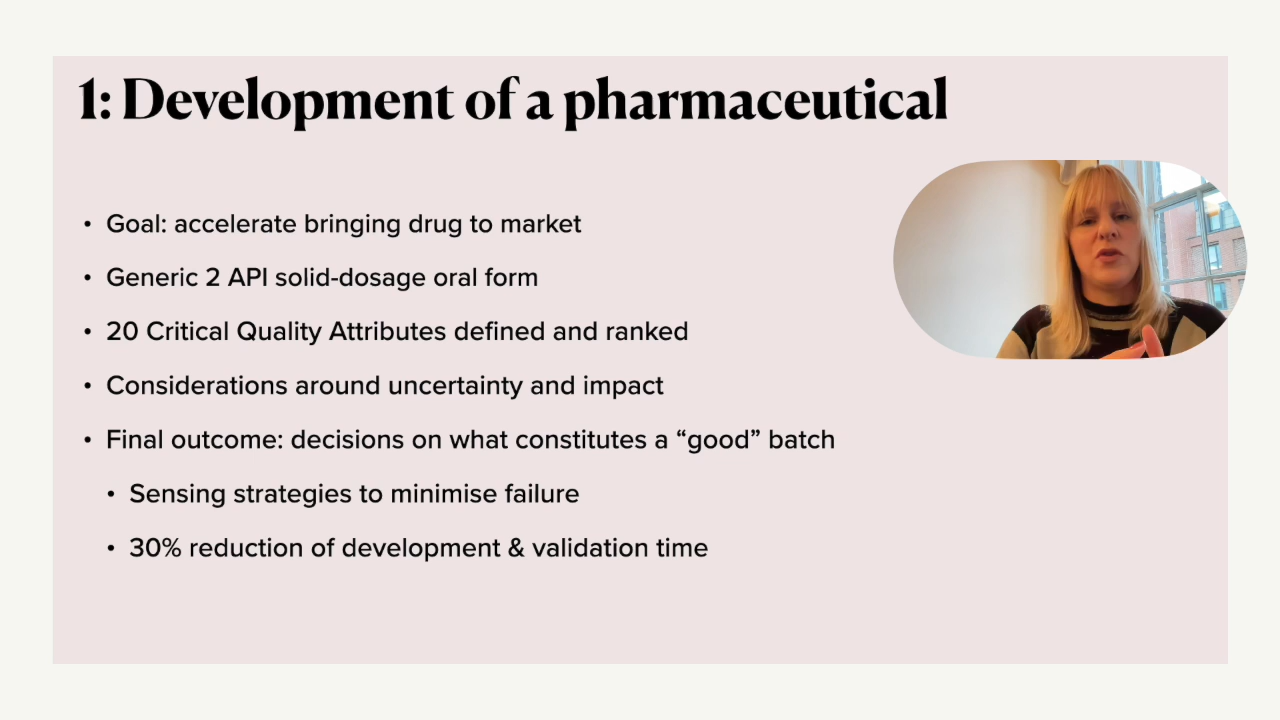 1: Development of a pharmaceutical
• Goal: accelerate bringing drug to market
• Generic 2 API solid-dosage oral form
• 20 Critical Quality Attributes defined and ranked
• Considerations around uncertainty and impact
• Final outcome: decisions on what constitutes a “good” batch
• Sensing strategies to minimise failure
• 30% reduction of development & validation time